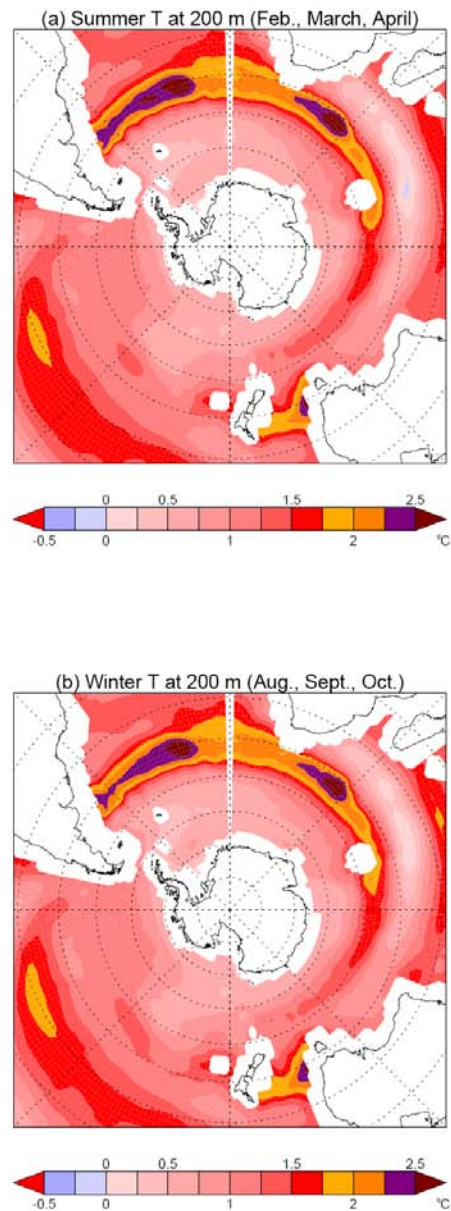 (a) Summer T at 200 m (Feb., March, April)
0 0.5 1.5 2.5
-0.5 0 1 2 °C
(b) Winter T at 200 m (Aug., Sept., Oct.)
0 0.5 1.5 2.5
-0.5 0 1 2 °C